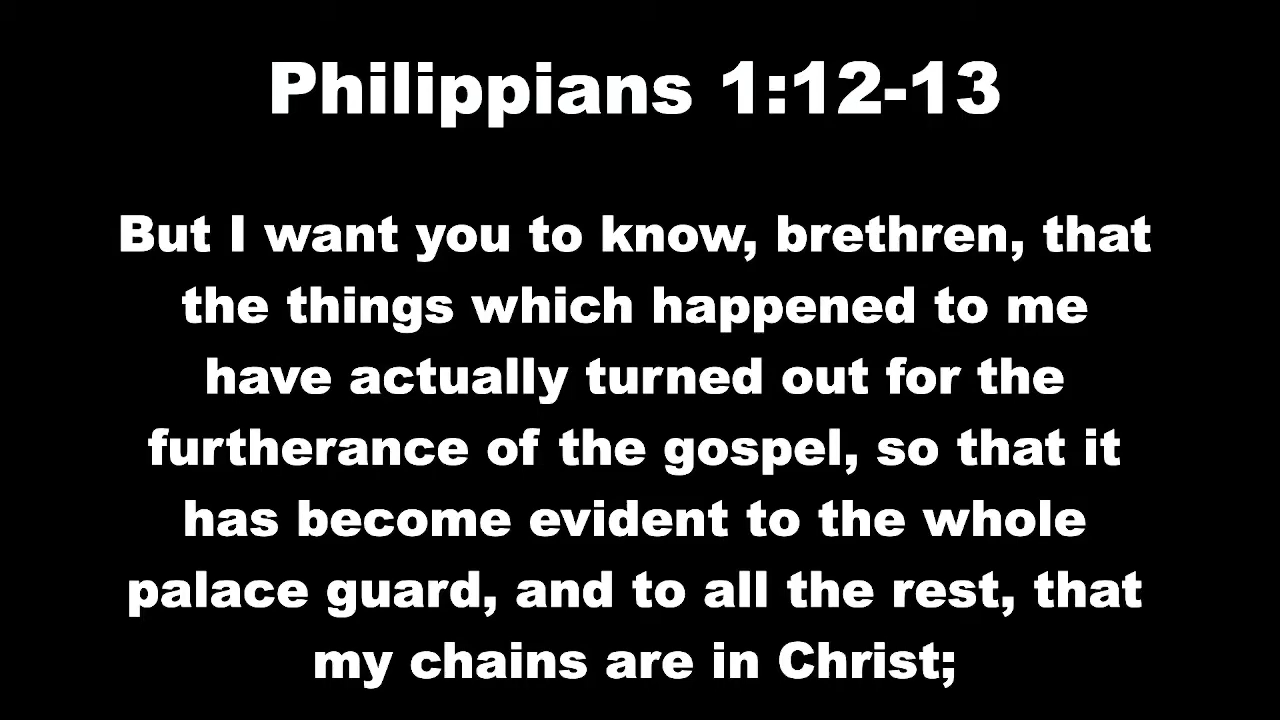 Philippians 1:12-13
But I want you to know, brethren, that
the things which happened to me
have actually turned out for the
furtherance of the gospel, so that it
has become evident to the whole
palace guard, and to all the rest, that
my chains are in Christ;